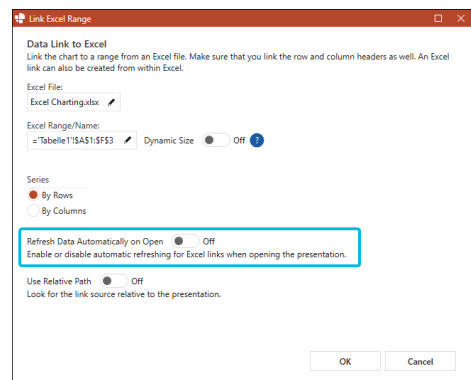 Link Excel Range
Data Link to Excel
Link the chart to a range from an Excel file. Make sure that you link the row and column headers as well. An Excel
link can also be created from within Excel.
Excel File:
Excel Charting.xlsx
Excel Range/Name:
='Tabelle1'!$A$1:$F$3 Dynamic Size Off ?
Series
By Rows
By Columns
Refresh Data Automatically on Open Off
Enable or disable automatic refreshing for Excel links when opening the presentation.
Use Relative Path Off
Look for the link source relative to the presentation.
OK Cancel